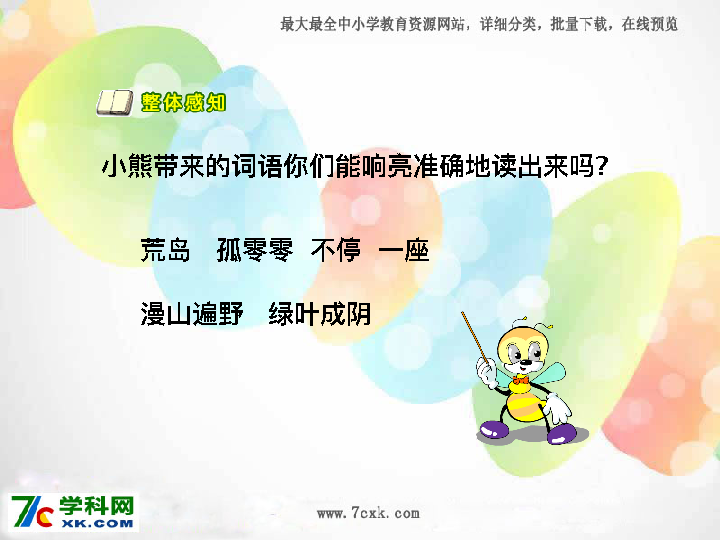 最大最全中小学教育资源网站，详细分类，批量下载，在线预览
整体感知
小熊带来的词语你们能响亮准确地读出来吗？
荒岛 孤零零 不停 一座
漫山遍野 绿叶成阴
7c学科网
XK.COM
www.7cxk.com